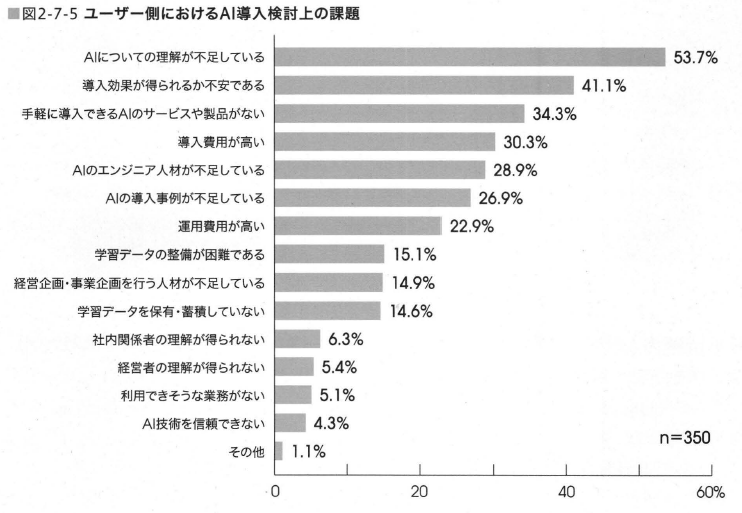 ■図2-7-5 ユーザー側におけるAI導入検討上の課題
AIについての理解が不足している 53.7%
導入効果が得られるか不安である 41.1%
手軽に導入できるAIのサービスや製品がない 34.3%
導入費用が高い 30.3%
AIのエンジニア人材が不足している 28.9%
AIの導入事例が不足している 26.9%
運用費用が高い 22.9%
学習データの整備が困難である 15.1%
経営企画・事業企画を行う人材が不足している 14.9%
学習データを保有・蓄積していない 14.6%
社内関係者の理解が得られない 6.3%
経営者の理解が得られない 5.4%
利用できそうな業務がない 5.1%
AI技術を信頼できない 4.3%
その他 1.1%
n=350
0 20 40 60%